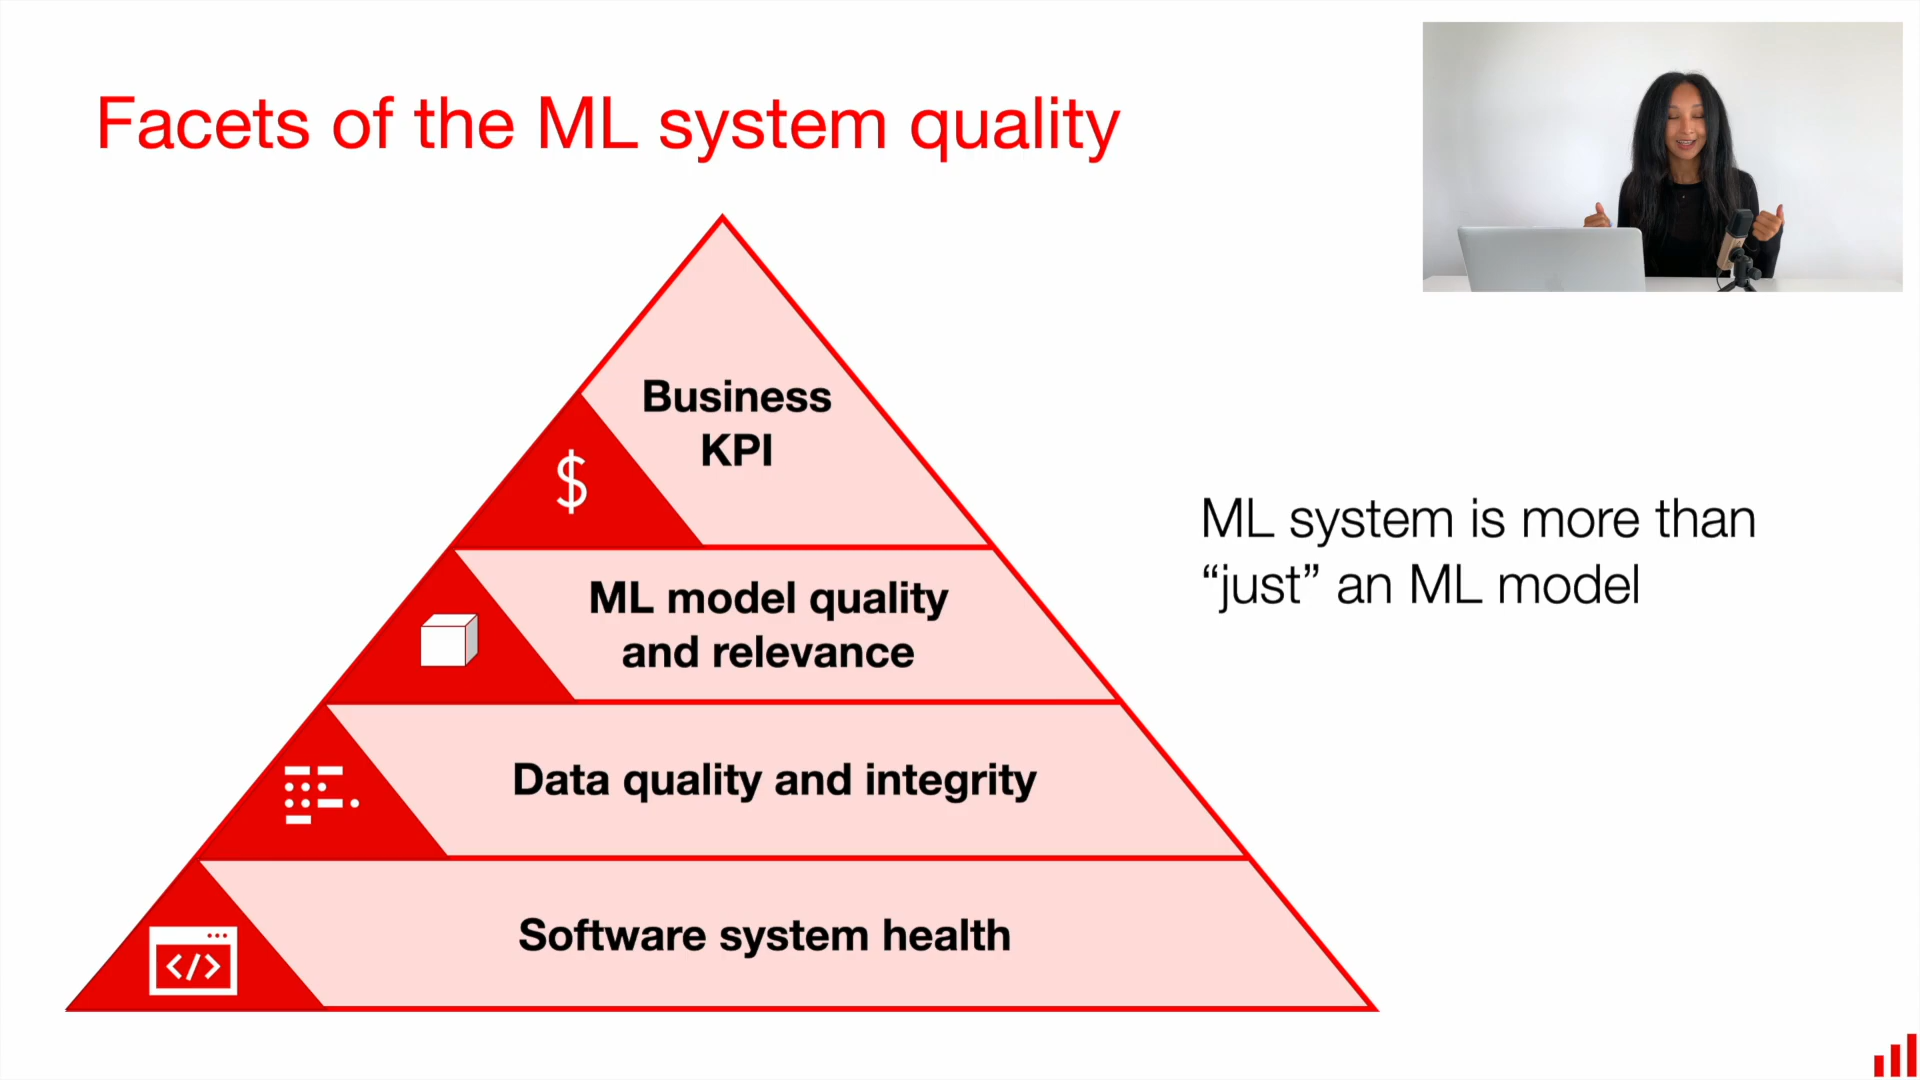 Facets of the ML system quality
Business
KPI
$
ML model quality
and relevance
Data quality and integrity
</>
Software system health
ML system is more than
“just” an ML model